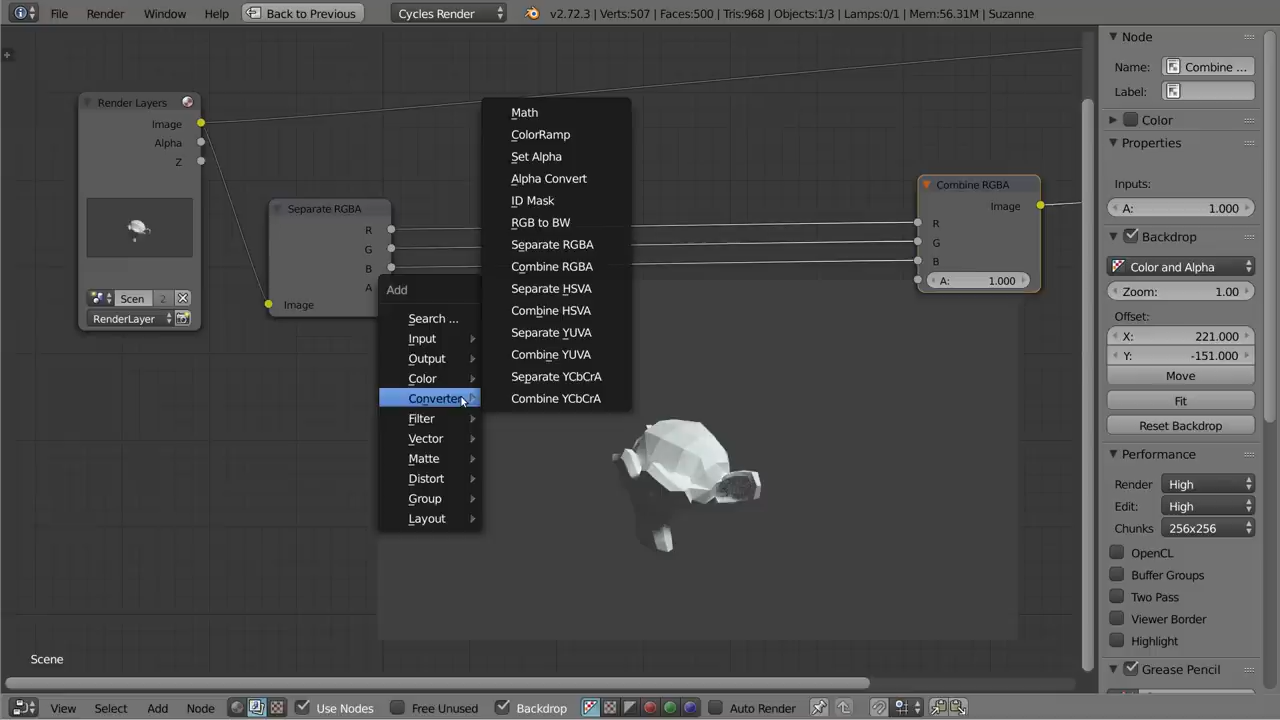 File Render Window Help Back to Previous Cycles Render v2.72.3 | Verts:507 | Faces:500 | Tris:968 | Objects:1/3 | Lamps:0/1 | Mem:56.31M | Suzanne
Render Layers
Image
Alpha
Z
Scen 2
RenderLayer
Separate RGBA
R
G
B
A
Image
Add
Search ...
Input
Output
Color
Converter
Filter
Vector
Matte
Distort
Group
Layout
Math
ColorRamp
Set Alpha
Alpha Convert
ID Mask
RGB to BW
Separate RGBA
Combine RGBA
Separate HSVA
Combine HSVA
Separate YUVA
Combine YUVA
Separate YCbCrA
Combine YCbCrA
Combine RGBA
Image
R
G
B
A: 1.000
Node
Name: Combine ...
Label:
Color
Properties
Inputs:
A: 1.000
Backdrop
Color and Alpha
Zoom: 1.00
Offset:
X: 221.000
Y: -151.000
Move
Fit
Reset Backdrop
Performance
Render High
Edit: High
Chunks 256x256
OpenCL
Buffer Groups
Two Pass
Viewer Border
Highlight
Grease Pencil
Scene
View Select Add Node Use Nodes Free Unused Backdrop Auto Render